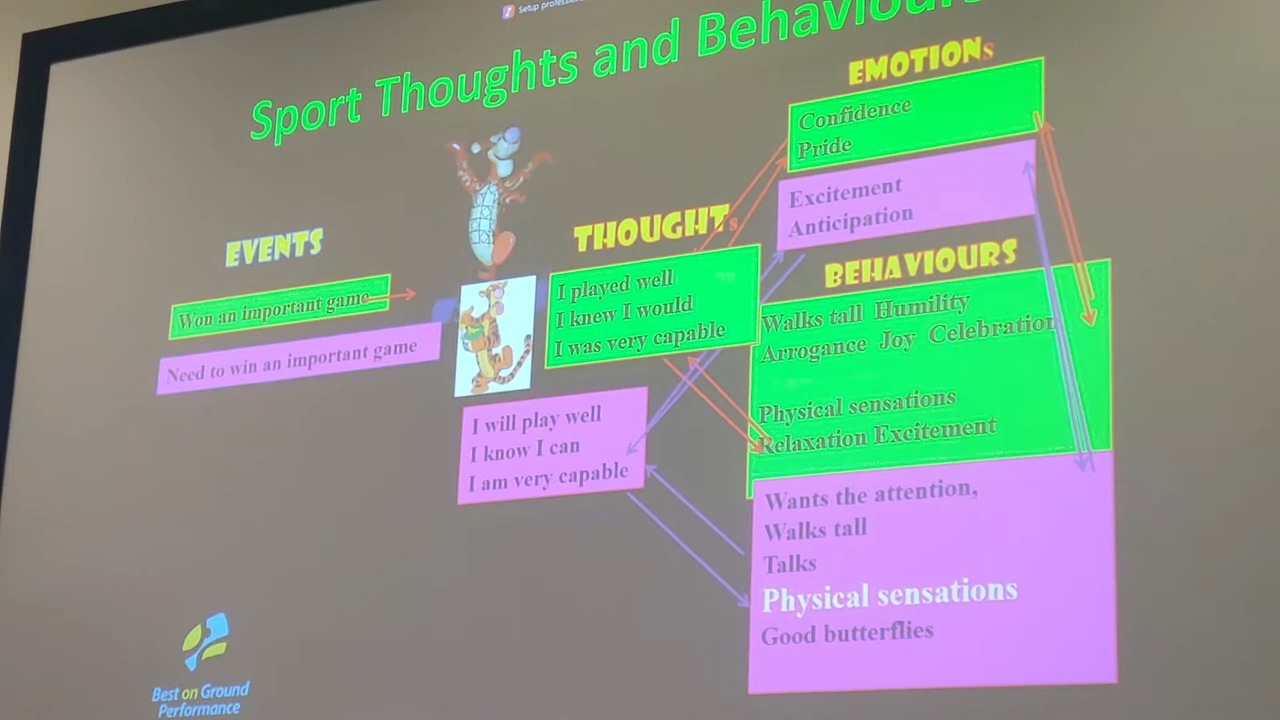 Setup
Sport Thoughts and Behaviours
EMOTIONs
Confidence
Pride
Excitement
Anticipation
EVENTS
Won an important game
Need to win an important game
THOUGHTs
I played well
I knew I would
I was very capable
I will play well
I know I can
I am very capable
BEHAVIOURS
Walks tall Humility
Arrogance Joy Celebration
Physical sensations
Relaxation Excitement
Wants the attention,
Walks tall
Talks
Physical sensations
Good butterflies
Best on Ground
Performance